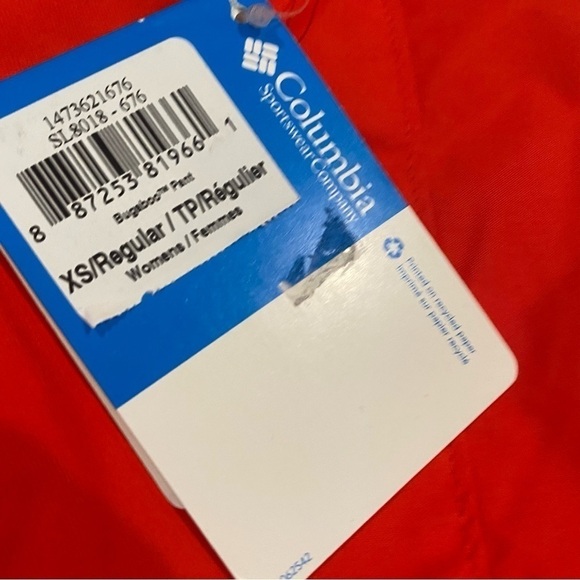 1473621676
SL8018 - 676
8 87253 81966 1
Bugaboo™ Pant
XS/Regular / TP/Régulier
Womens / Femmes
Columbia
Sportswear Company
Printed on recycled paper
Imprimé sur papier recyclé
062542